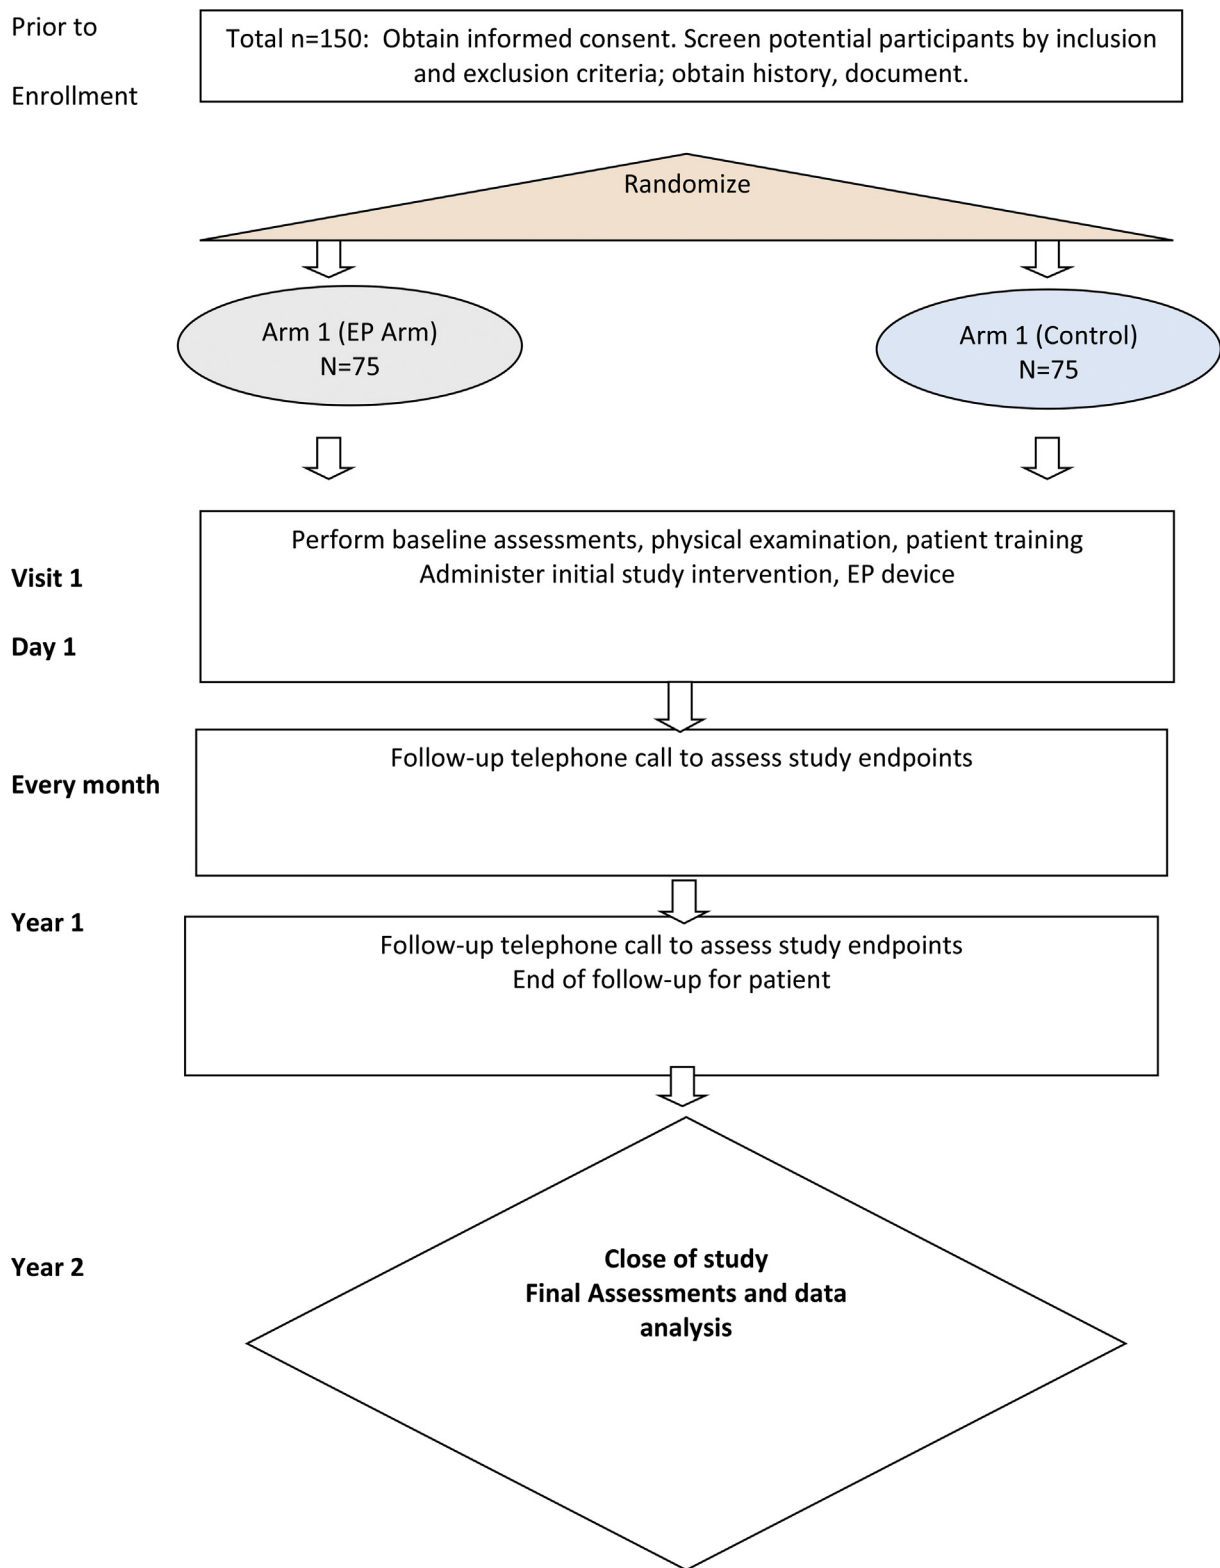 Prior to
Enrollment
Total n=150:  Obtain informed consent. Screen potential participants by inclusion
and exclusion criteria; obtain history, document.
Randomize
Arm 1 (EP Arm)
N=75
Arm 1 (Control)
N=75
Visit 1
Day 1
Perform baseline assessments, physical examination, patient training
Administer initial study intervention, EP device
Every month
Follow-up telephone call to assess study endpoints
Year 1
Follow-up telephone call to assess study endpoints
End of follow-up for patient
Year 2
Close of study
Final Assessments and data
analysis